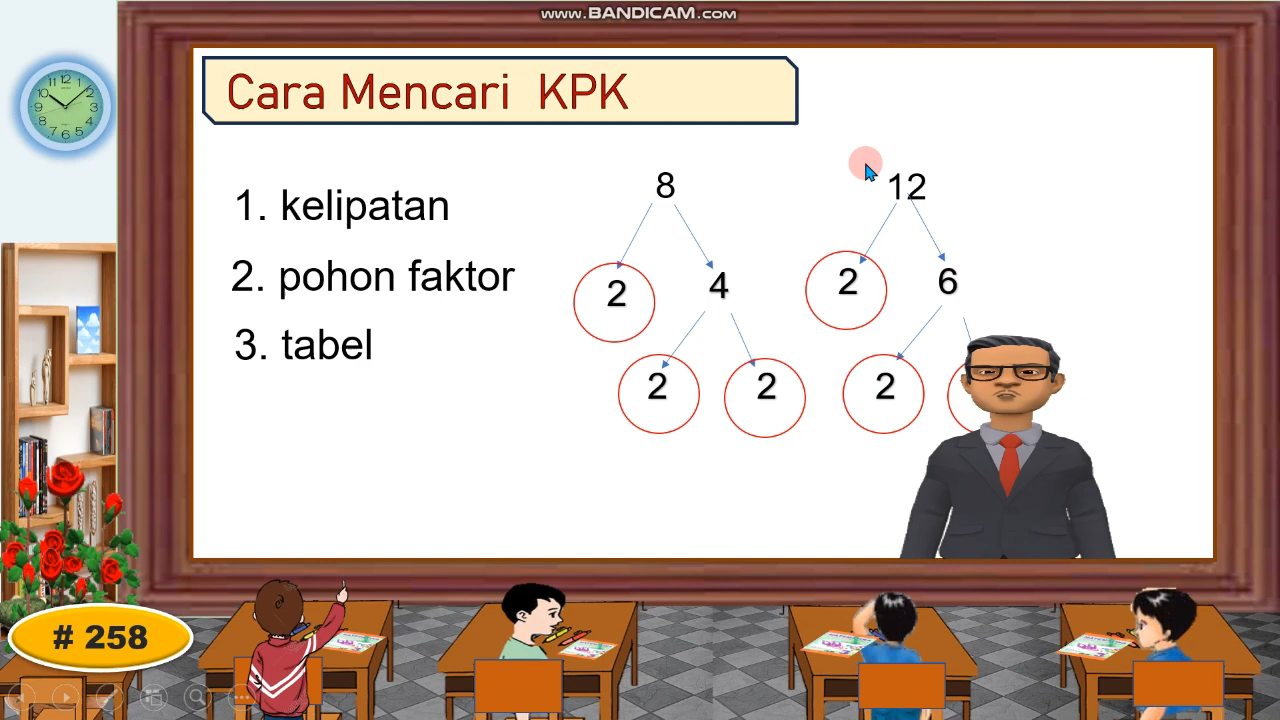 www.BANDICAM.com
Cara Mencari KPK
1. kelipatan
2. pohon faktor
3. tabel
8
12
2
4
2
6
2
2
2
# 258